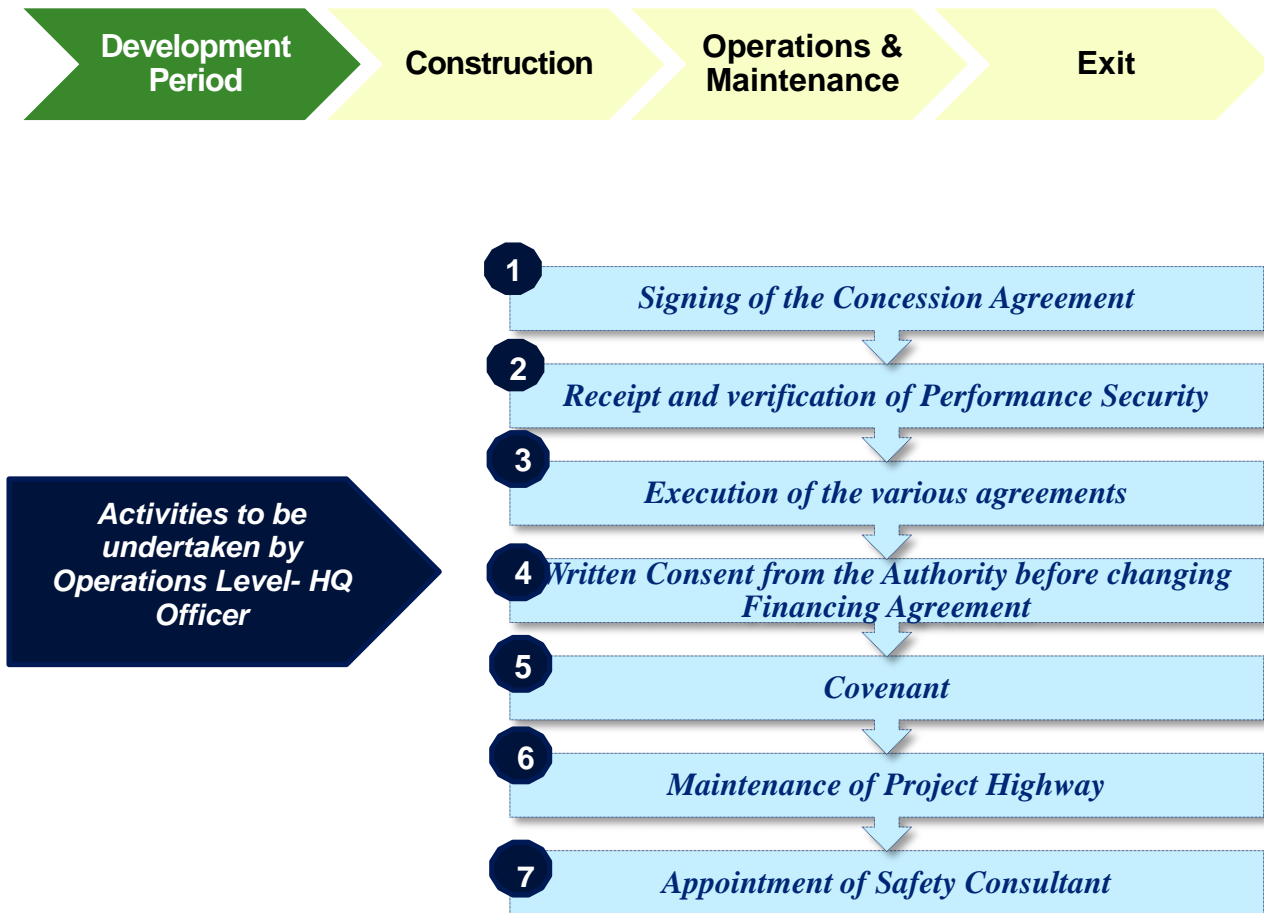 Development
Period
Construction
Operations &
Maintenance
Exit
Activities to be
undertaken by
Operations Level- HQ
Officer
1
Signing of the Concession Agreement
2
Receipt and verification of Performance Security
3
Execution of the various agreements
4
Written Consent from the Authority before changing
Financing Agreement
5
Covenant
6
Maintenance of Project Highway
7
Appointment of Safety Consultant